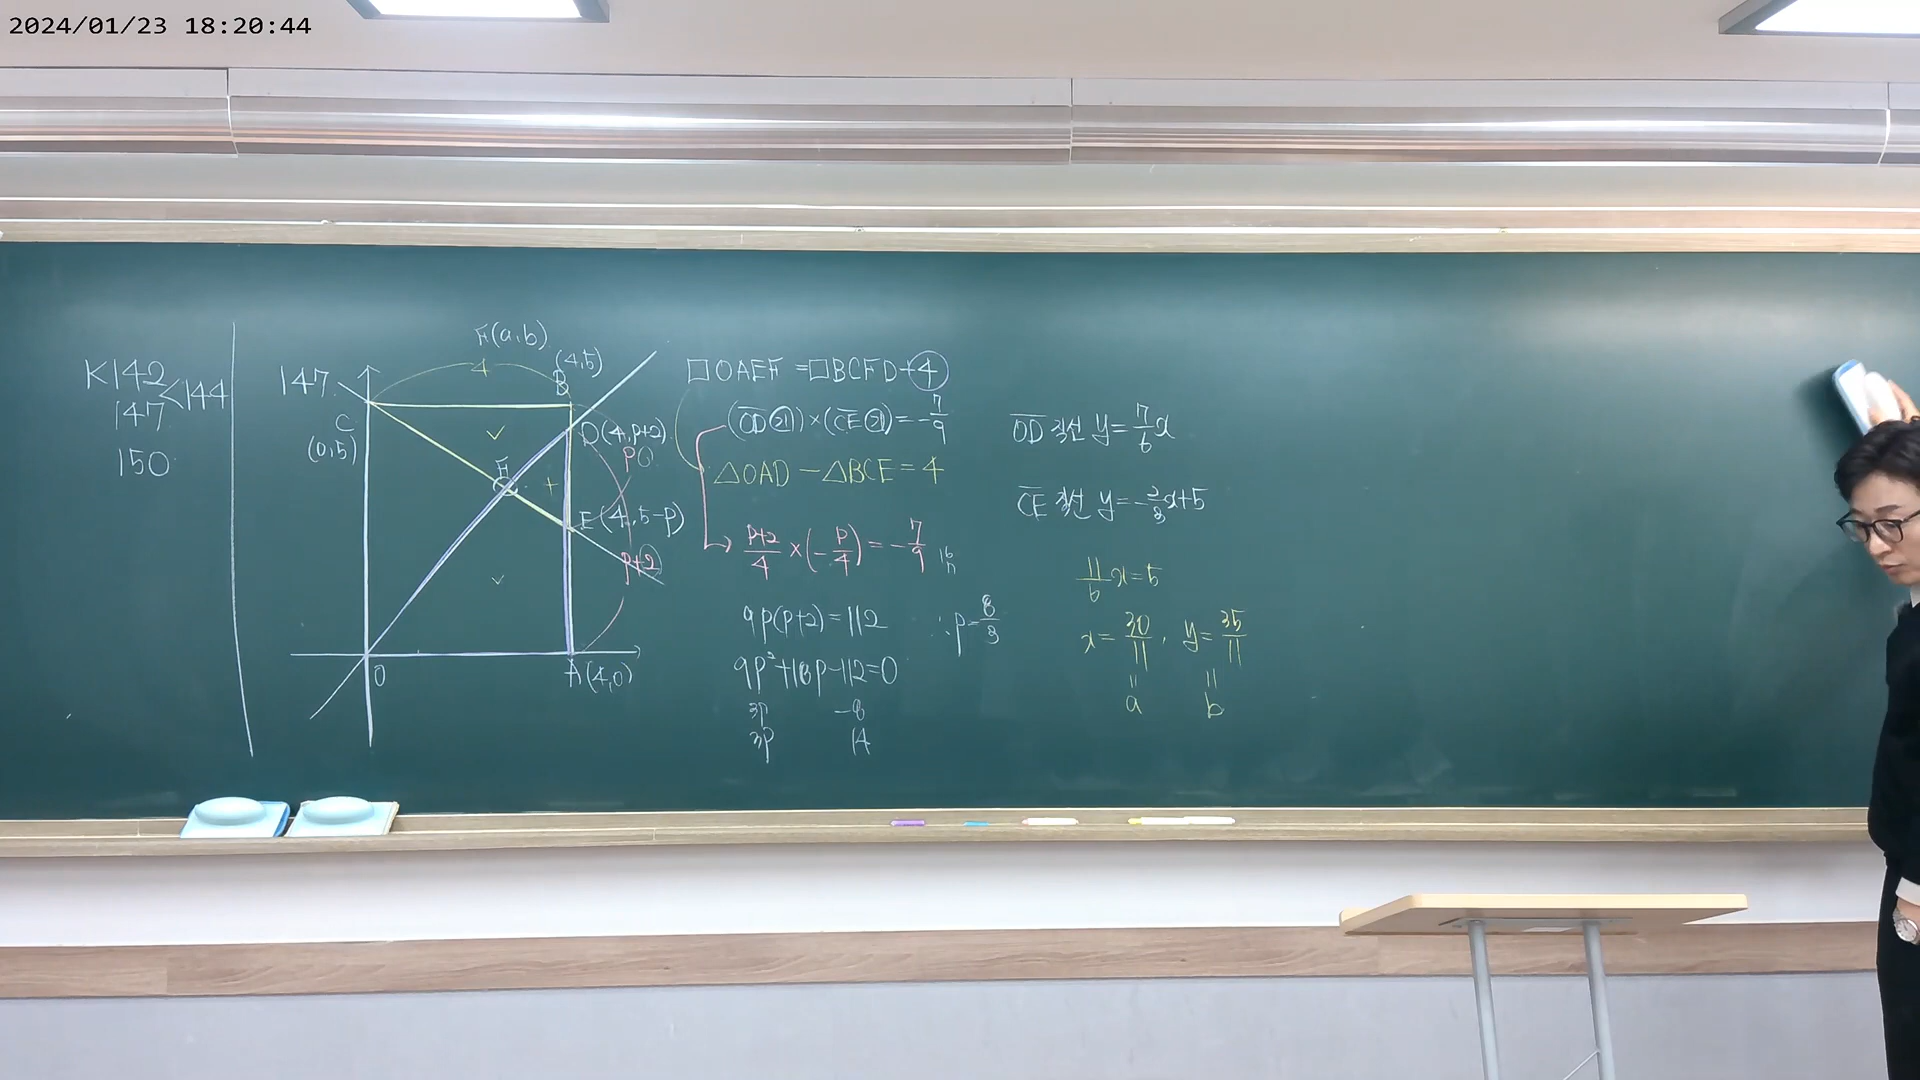 2024/01/23 18:20:44
K142
147 < 144
150
147.
F(a,b)
4
(4,5)
B
C
(0,5)
D(4,p+2)
p
F
+
E(4,5-p)
p+2
O
A(4,0)
□OAEF =□BCFD+4
(OD 기)×(CE 기)=-7/9
△OAD -△BCE=4
p+2/4 ×(-p/4)=-7/9
16
9p(p+2)=112
∴p=8/3
9p²+18p-112=0
3p -8
3p 14
OD 직선 y=7/6x
CE 직선 y=-2/3x+5
11/6x=5
x=30/11, y=35/11
" "
a b